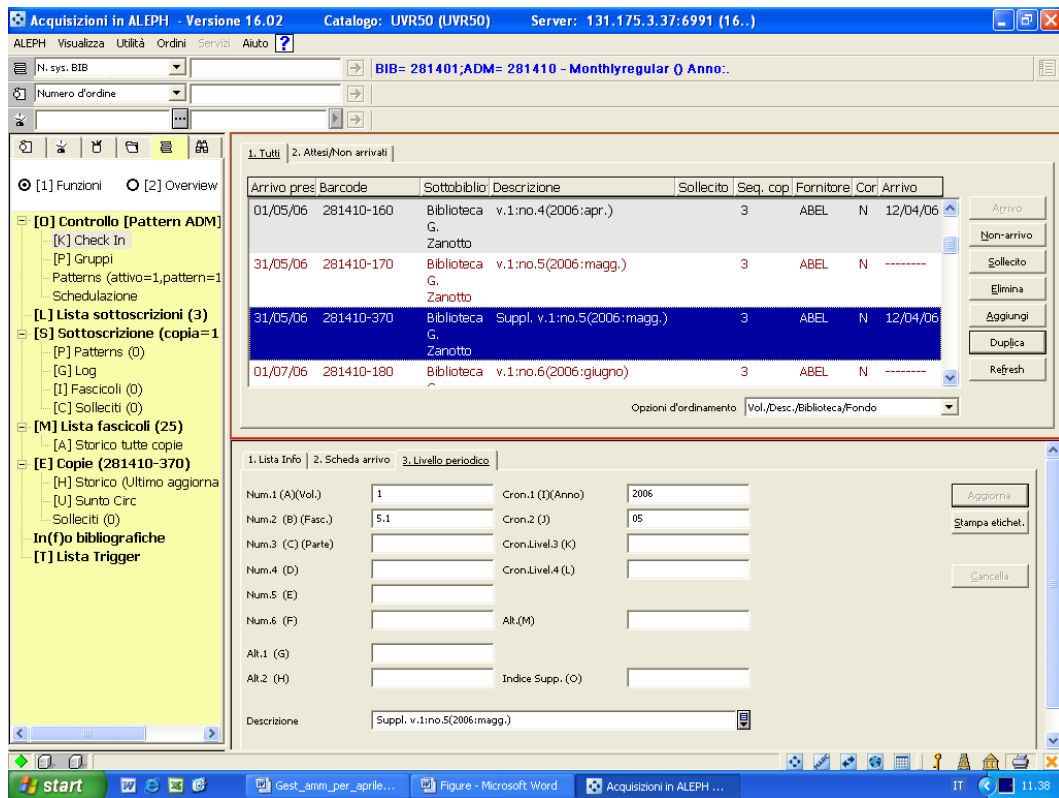 Acquisizioni in ALEPH - Versione 16.02 Catalogo: UVR50 (UVR50) Server: 131.175.3.37:6991 (16..)
ALEPH Visualizza Utilità Ordini Servizi Aiuto ?
N. sys. BIB BIB= 281401;ADM= 281410 - Monthlyregular () Anno:.
Numero d'ordine
1. Tutti 2. Attesi/Non arrivati
[1] Funzioni [2] Overview
Arrivo pres Barcode Sottobiblio Descrizione Sollecito Seq. cop Fornitore Cor Arrivo
01/05/06 281410-160 Biblioteca G. Zanotto v.1:no.4(2006:apr.) 3 ABEL N 12/04/06
31/05/06 281410-170 Biblioteca G. Zanotto v.1:no.5(2006:magg.) 3 ABEL N --------
31/05/06 281410-370 Biblioteca G. Zanotto Suppl. v.1:no.5(2006:magg.) 3 ABEL N 12/04/06
01/07/06 281410-180 Biblioteca v.1:no.6(2006:giugno) 3 ABEL N --------
Arrivo
Non-arrivo
Sollecito
Elimina
Aggiungi
Duplica
Refresh
Opzioni d'ordinamento Vol./Desc./Biblioteca/Fondo
[O] Controllo [Pattern ADM]
[K] Check In
[P] Gruppi
Patterns (attivo=1,pattern=1
Schedulazione
[L] Lista sottoscrizioni (3)
[S] Sottoscrizione (copia=1
[P] Patterns (0)
[G] Log
[I] Fascicoli (0)
[C] Solleciti (0)
[M] Lista fascicoli (25)
[A] Storico tutte copie
[E] Copie (281410-370)
[H] Storico (Ultimo aggiorna
[U] Sunto Circ
Solleciti (0)
In(f)o bibliografiche
[T] Lista Trigger
1. Lista Info 2. Scheda arrivo 3. Livello periodico
Num.1 (A)(Vol.) 1 Cron.1 (I)(Anno) 2006
Num.2 (B) (Fasc.) 5.1 Cron.2 (J) 05
Num.3 (C) (Parte) Cron.Livel.3 (K)
Num.4 (D) Cron.Livel.4 (L)
Num.5 (E)
Num.6 (F) Alt.(M)
Alt.1 (G)
Alt.2 (H) Indice Supp. (O)
Descrizione Suppl. v.1:no.5(2006:magg.)
Aggiorna
Stampa etichet.
Cancella
start Gest_amm_per_aprile... Figure - Microsoft Word Acquisizioni in ALEPH ... IT 11.38